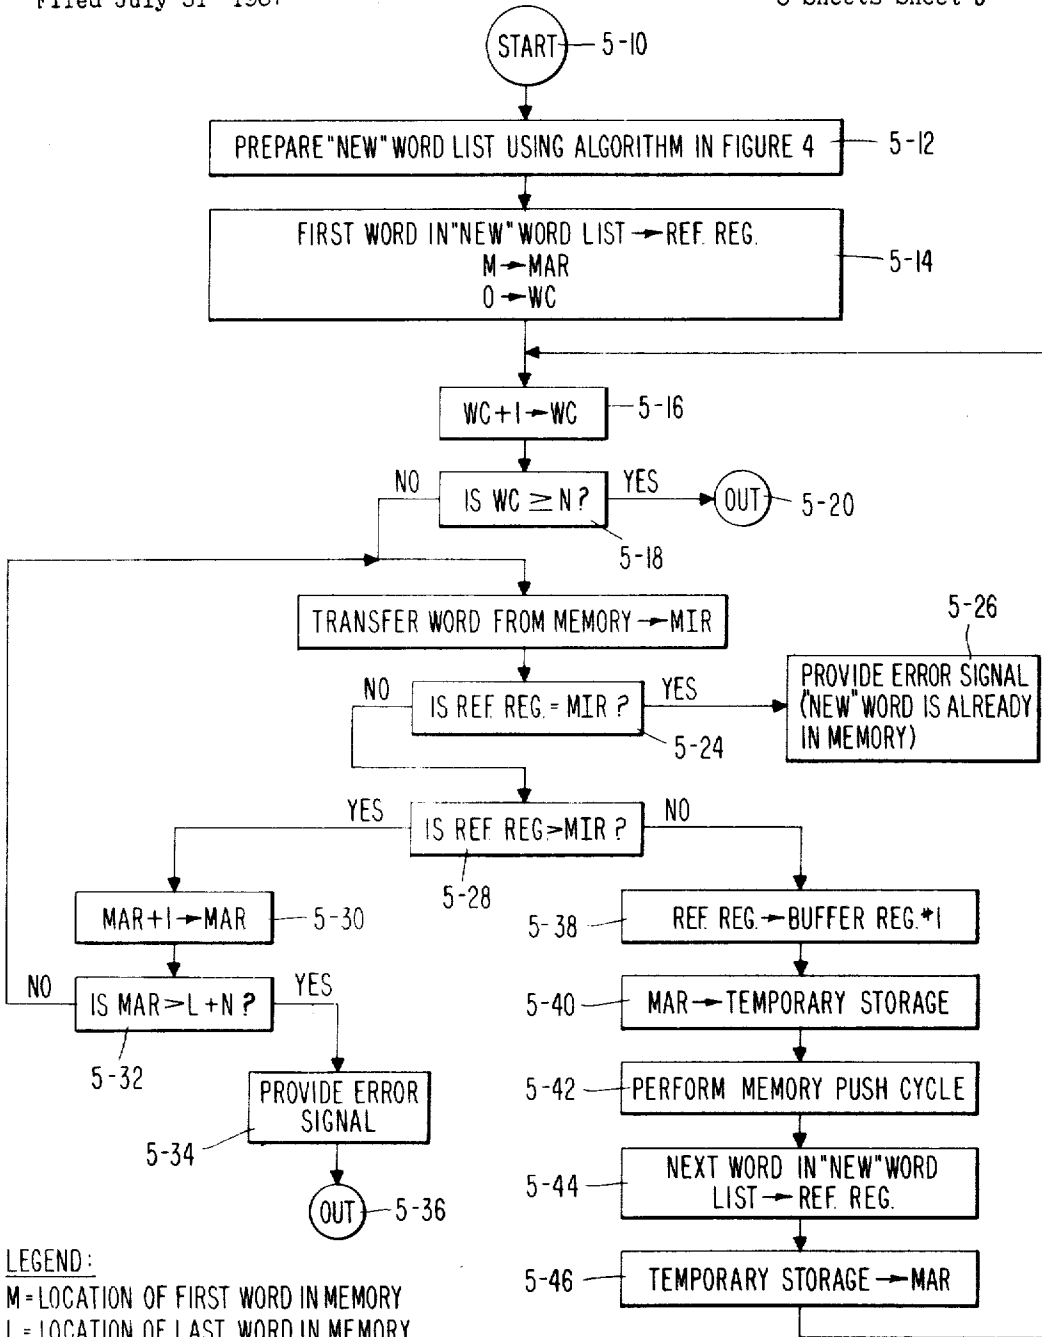 Filed July 31 1967
START
5-10
PREPARE "NEW" WORD LIST USING ALGORITHM IN FIGURE 4
5-12
FIRST WORD IN "NEW" WORD LIST → REF. REG.
M → MAR
0 → WC
5-14
WC+1 → WC
5-16
NO
IS WC ≥ N?
YES
OUT
5-20
5-18
TRANSFER WORD FROM MEMORY → MIR
5-26
NO
IS REF. REG. = MIR ?
YES
5-24
PROVIDE ERROR SIGNAL
("NEW" WORD IS ALREADY
IN MEMORY)
YES
IS REF. REG. > MIR ?
NO
5-28
MAR+1 → MAR
5-30
5-38
REF. REG. → BUFFER REG. #1
NO
IS MAR > L+N ?
YES
5-32
5-40
MAR → TEMPORARY STORAGE
PROVIDE ERROR
SIGNAL
5-34
5-42
PERFORM MEMORY PUSH CYCLE
OUT
5-36
5-44
NEXT WORD IN "NEW" WORD
LIST → REF. REG.
5-46
TEMPORARY STORAGE → MAR
LEGEND:
M = LOCATION OF FIRST WORD IN MEMORY
L = LOCATION OF LAST WORD IN MEMORY